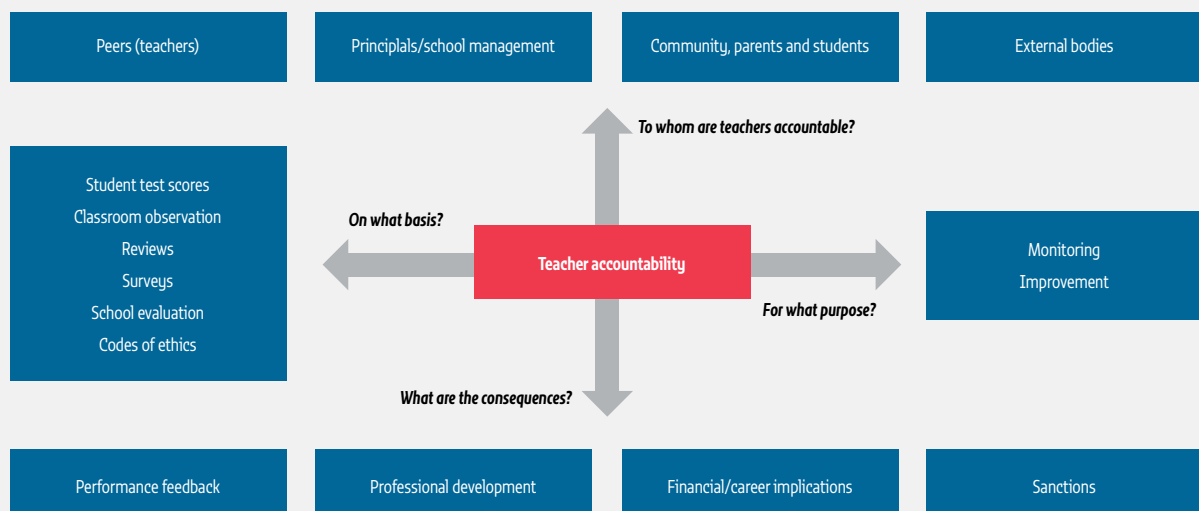 Peers (teachers)
Principlals/school management
Community, parents and students
External bodies
To whom are teachers accountable?
Student test scores
Classroom observation
Reviews
Surveys
School evaluation
Codes of ethics
On what basis?
Teacher accountability
Monitoring
Improvement
For what purpose?
What are the consequences?
Performance feedback
Professional development
Financial/career implications
Sanctions